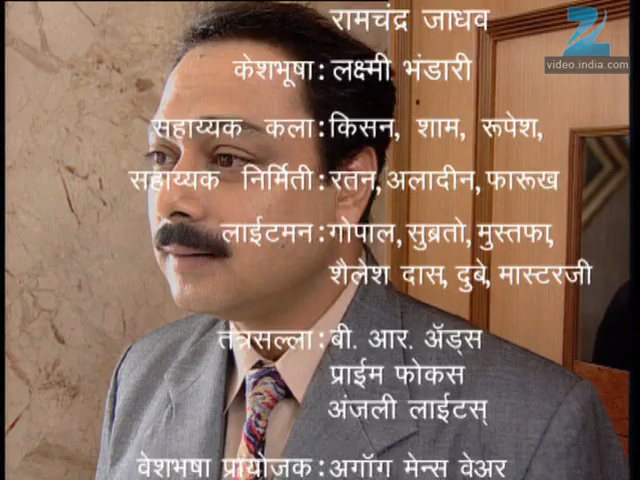 रामचंद्र जाधव
Z
video.india.com
केशभूषा : लक्ष्मी भंडारी
सहाय्यक कला : किसन, शाम, रूपेश,
सहाय्यक निर्मिती : रतन, अलादीन, फारूख
लाईटमन : गोपाल, सुब्रतो, मुस्तफा,
शैलेश दास, दुबे, मास्टरजी
तंत्रसल्ला : बी. आर. ॲड्स
प्राईम फोकस
अंजली लाईटस्
वेशभषा प्रायोजक : अगॉग मेन्स वेअर